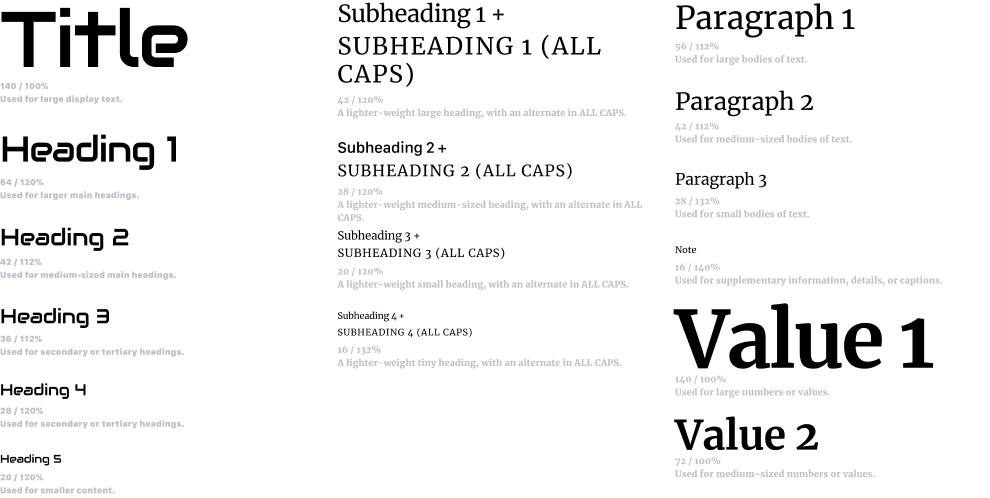 Title
140 / 100%
Used for large display text.
Heading 1
64 / 120%
Used for larger main headings.
Heading 2
42 / 112%
Used for medium-sized main headings.
Heading 3
36 / 112%
Used for secondary or tertiary headings.
Heading 4
28 / 120%
Used for secondary or tertiary headings.
Heading 5
20 / 120%
Used for smaller content.
Subheading 1 +
SUBHEADING 1 (ALL
CAPS)
42 / 120%
A lighter-weight large heading, with an alternate in ALL CAPS.
Subheading 2 +
SUBHEADING 2 (ALL CAPS)
28 / 120%
A lighter-weight medium-sized heading, with an alternate in ALL
CAPS.
Subheading 3 +
SUBHEADING 3 (ALL CAPS)
20 / 120%
A lighter-weight small heading, with an alternate in ALL CAPS.
Subheading 4 +
SUBHEADING 4 (ALL CAPS)
16 / 132%
A lighter-weight tiny heading, with an alternate in ALL CAPS.
Paragraph 1
56 / 112%
Used for large bodies of text.
Paragraph 2
42 / 112%
Used for medium-sized bodies of text.
Paragraph 3
28 / 132%
Used for small bodies of text.
Note
16 / 140%
Used for supplementary information, details, or captions.
Value 1
140 / 100%
Used for large numbers or values.
Value 2
72 / 100%
Used for medium-sized numbers or values.